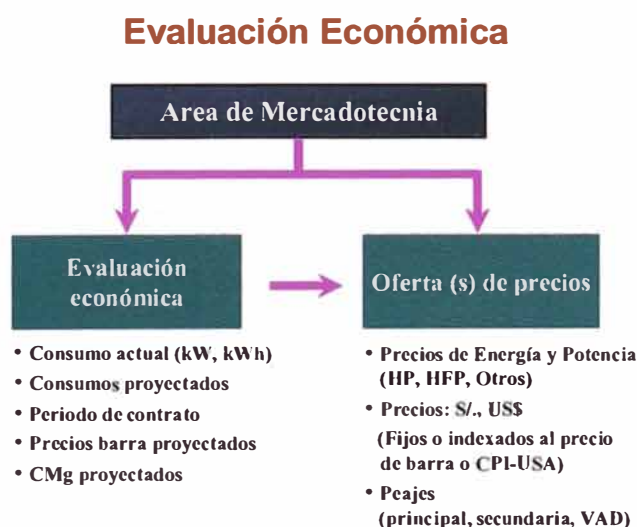 Evaluación Económica
Area de Mercadotecnia
Evaluación
económica
Oferta (s) de precios
• Consumo actual (kW, kWh)
• Consumos proyectados
• Periodo de contrato
• Precios barra proyectados
• CMg proyectados
• Precios de Energía y Potencia
(HP, HFP, Otros)
• Precios: S/., US$
(Fijos o indexados al precio
de barra o CPI-USA)
• Peajes
(principal, secundaria, VAD)